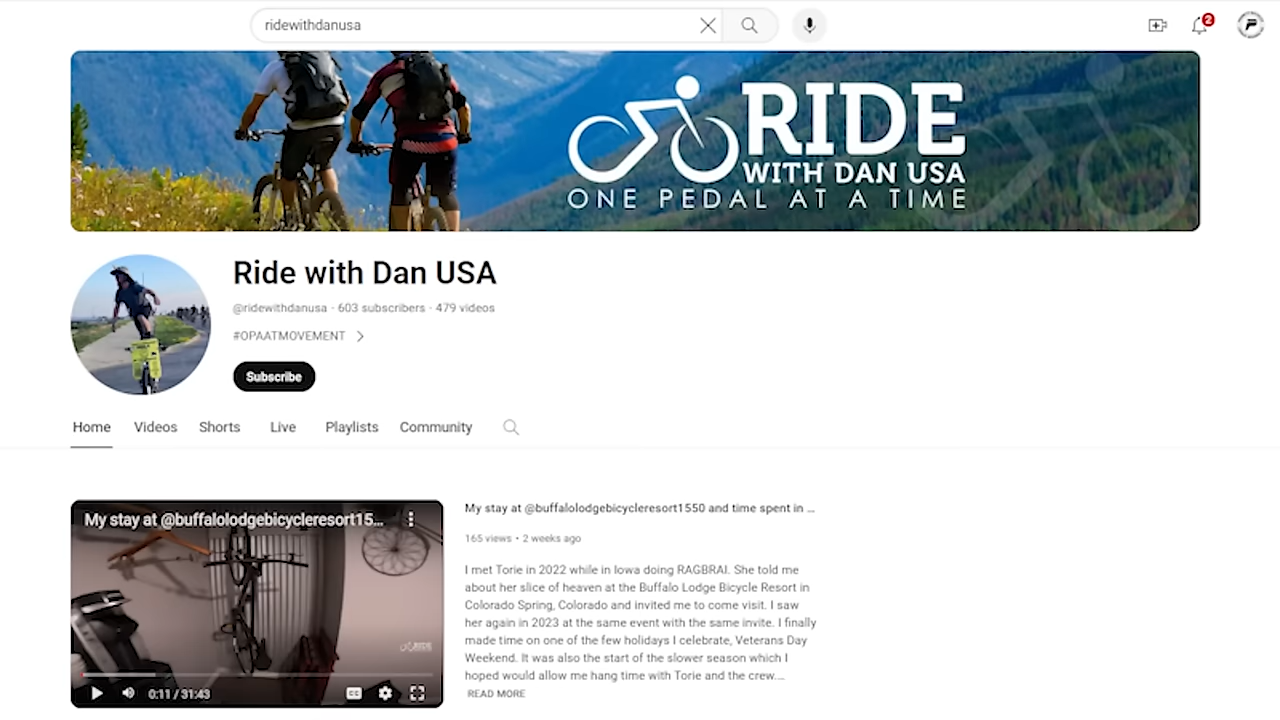 ridewithdanusa
2
RIDE
WITH DAN USA
ONE PEDAL AT A TIME
Ride with Dan USA
@ridewithdanusa · 603 subscribers · 479 videos
#OPAATMOVEMENT
Subscribe
Home Videos Shorts Live Playlists Community
My stay at @buffalolodgebicycleresort15...
RIDE
0:11 / 31:43
CC
My stay at @buffalolodgebicycleresort1550 and time spent in ...
165 views • 2 weeks ago
I met Torie in 2022 while in Iowa doing RAGBRAI. She told me
about her slice of heaven at the Buffalo Lodge Bicycle Resort in
Colorado Spring, Colorado and invited me to come visit. I saw
her again in 2023 at the same event with the same invite. I finally
made time on one of the few holidays I celebrate, Veterans Day
Weekend. It was also the start of the slower season which I
hoped would allow me hang time with Torie and the crew....
READ MORE